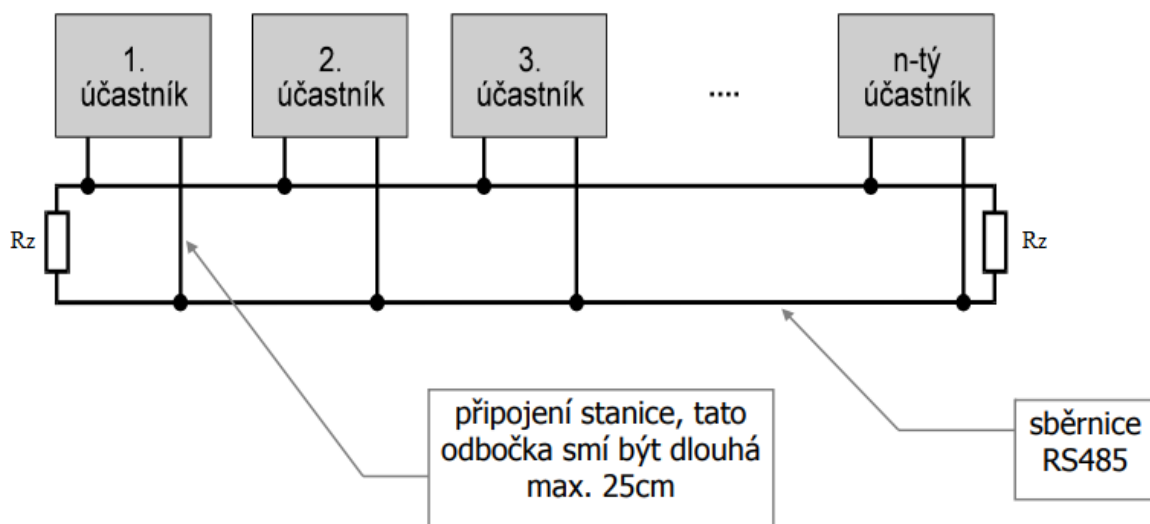 1.
účastník
2.
účastník
3.
účastník
....
n-tý
účastník
Rz
Rz
připojení stanice, tato
odbočka smí být dlouhá
max. 25cm
sběrnice
RS485